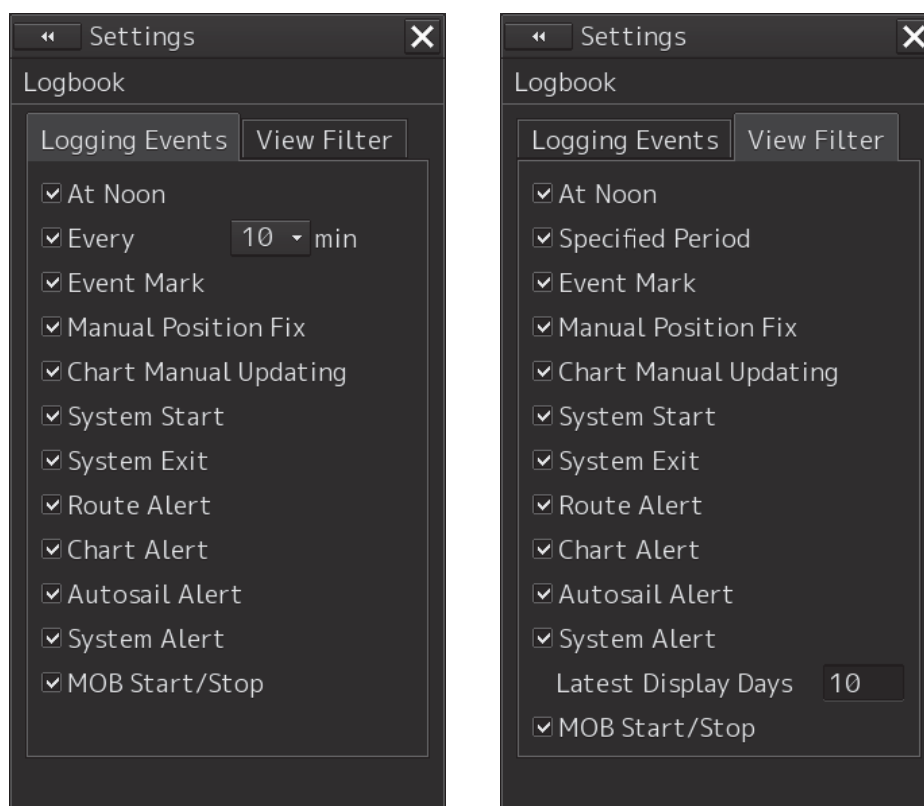 Settings
Logbook
Logging Events View Filter
At Noon
Every 10 min
Event Mark
Manual Position Fix
Chart Manual Updating
System Start
System Exit
Route Alert
Chart Alert
Autosail Alert
System Alert
MOB Start/Stop
Settings
Logbook
Logging Events View Filter
At Noon
Specified Period
Event Mark
Manual Position Fix
Chart Manual Updating
System Start
System Exit
Route Alert
Chart Alert
Autosail Alert
System Alert
Latest Display Days 10
MOB Start/Stop